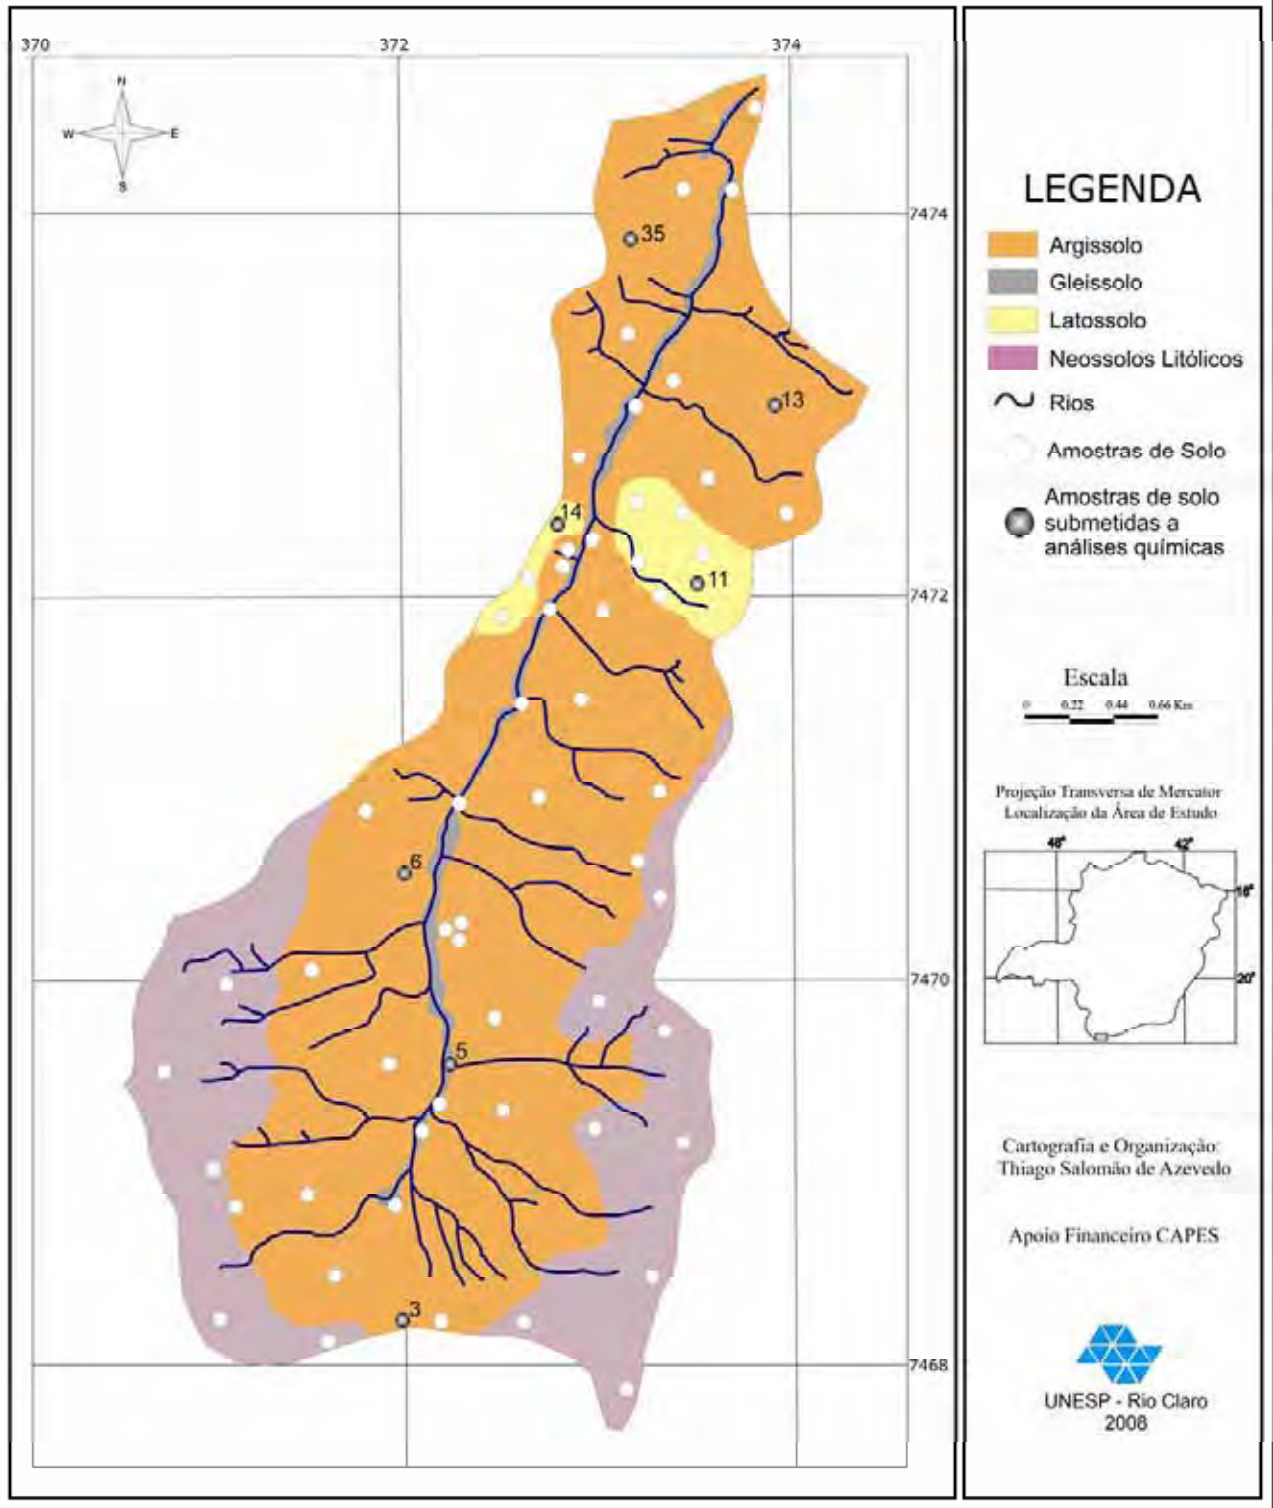 370
372
374
N
W
E
S
7474
35
13
14
11
7472
6
7470
5
3
7468
LEGENDA
Argissolo
Gleissolo
Latossolo
Neossolos Litólicos
Rios
Amostras de Solo
Amostras de solo
submetidas a
análises químicas
Escala
0 0.22 0.44 0.66 Km
Projeção Transversa de Mercator
Localização da Área de Estudo
42°
20°
Cartografia e Organização:
Thiago Salomão de Azevedo
Apoio Financeiro CAPES
UNESP - Rio Claro
2008